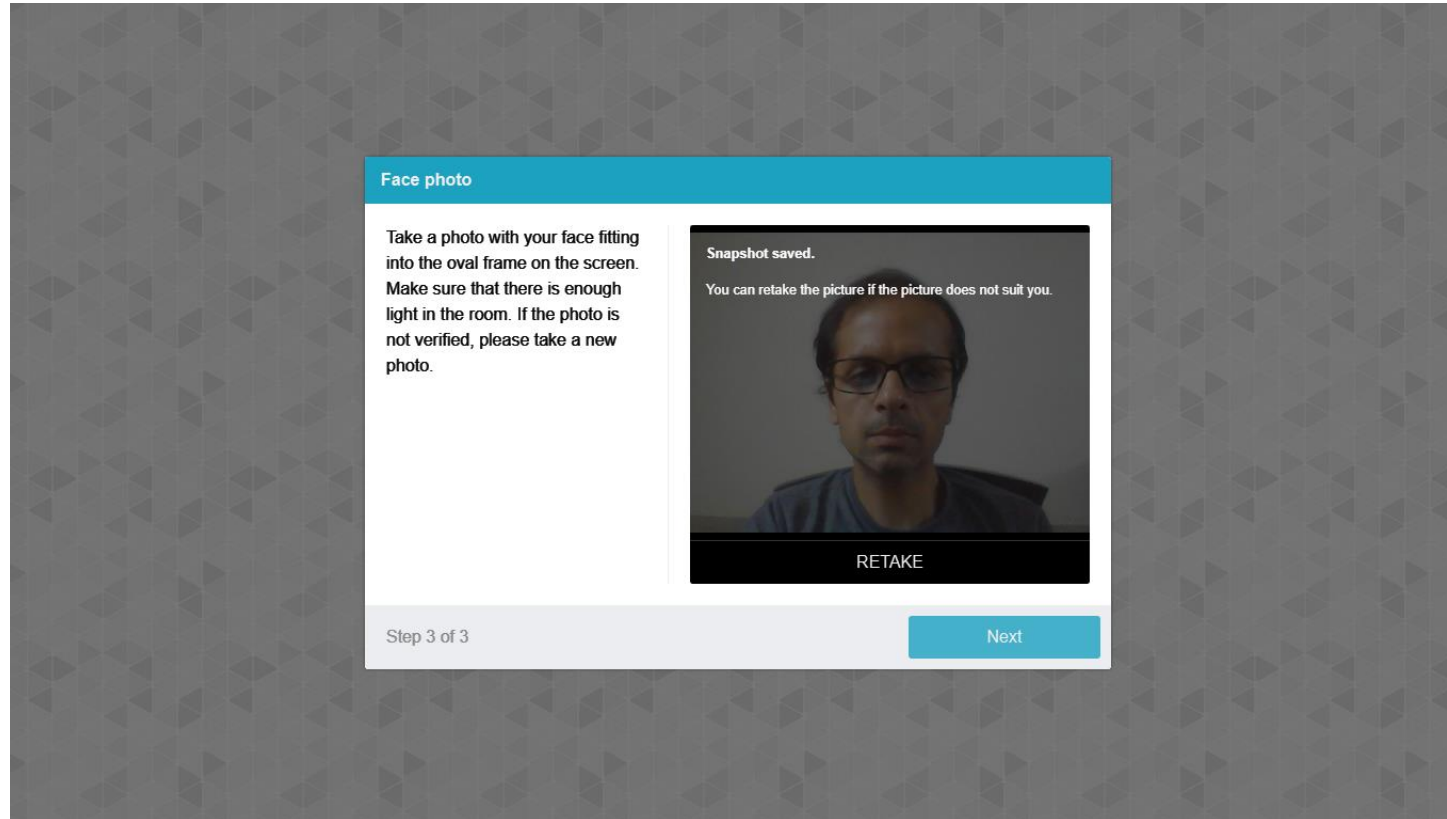 Face photo
Take a photo with your face fitting
into the oval frame on the screen.
Make sure that there is enough
light in the room. If the photo is
not verified, please take a new
photo.
Snapshot saved.
You can retake the picture if the picture does not suit you.
RETAKE
Step 3 of 3
Next